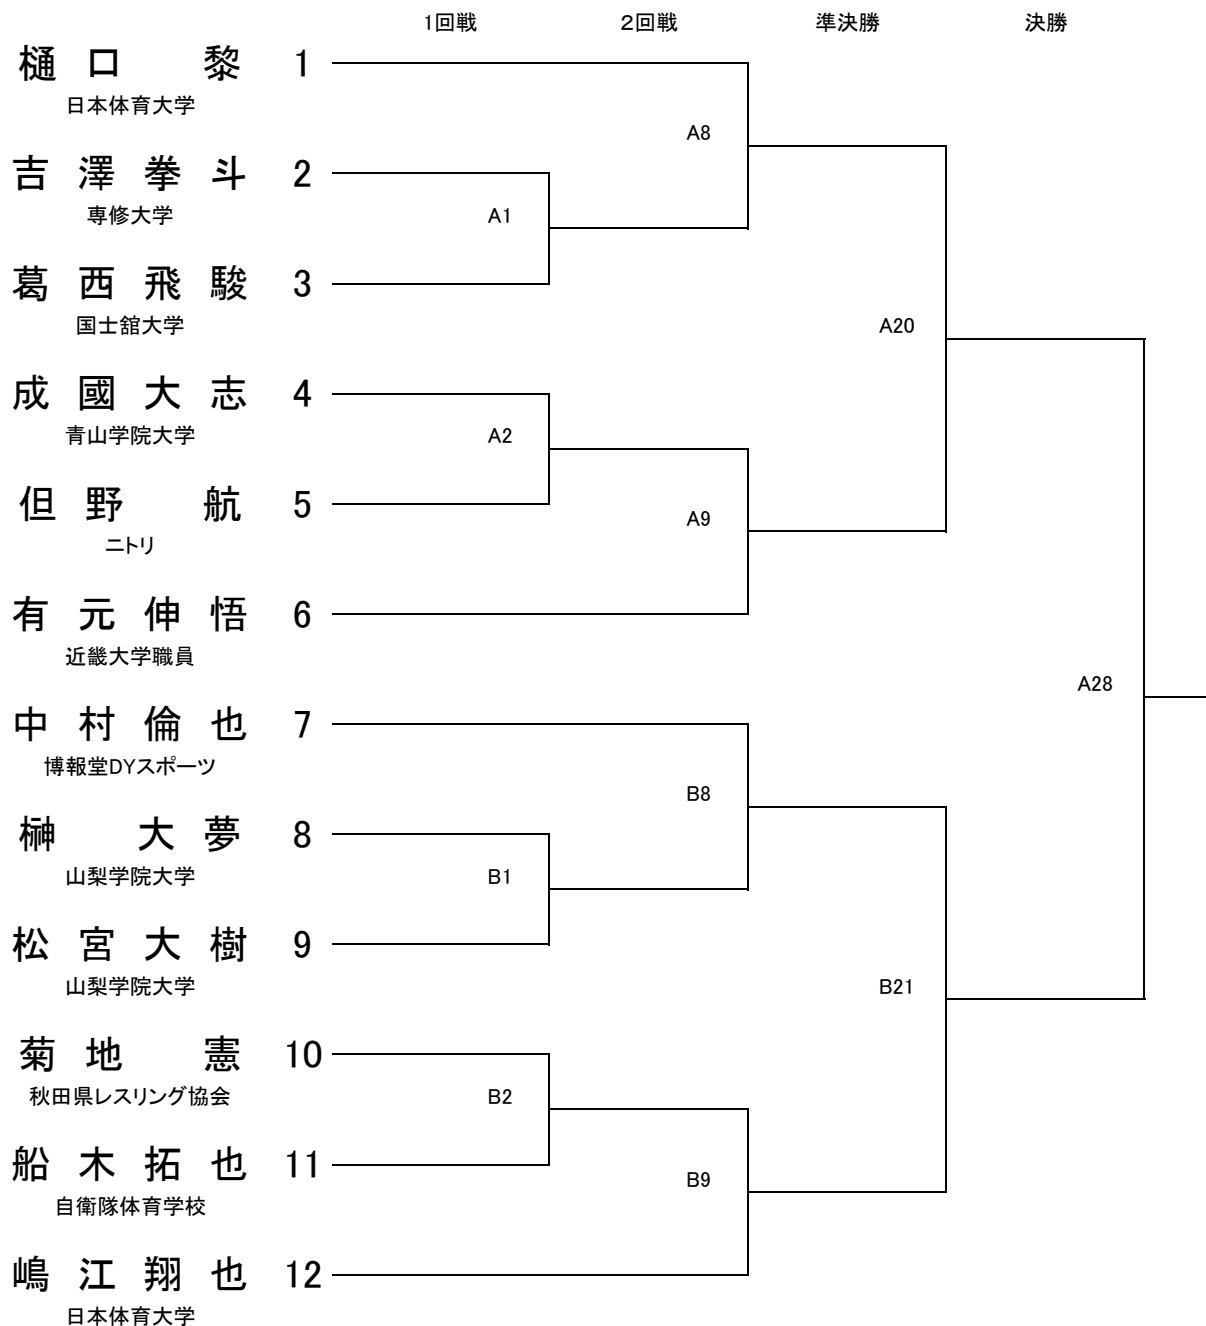 1回戦 2回戦 準決勝 決勝
樋口 黎 1
日本体育大学
A8
吉澤拳斗 2
専修大学
A1
葛西飛駿 3
国士舘大学
A20
成國大志 4
青山学院大学
A2
但野 航 5
ニトリ
A9
有元伸悟 6
近畿大学職員
A28
中村倫也 7
博報堂DYスポーツ
B8
榊 大夢 8
山梨学院大学
B1
松宮大樹 9
山梨学院大学
B21
菊地 憲 10
秋田県レスリング協会
B2
船木拓也 11
自衛隊体育学校
B9
嶋江翔也 12
日本体育大学